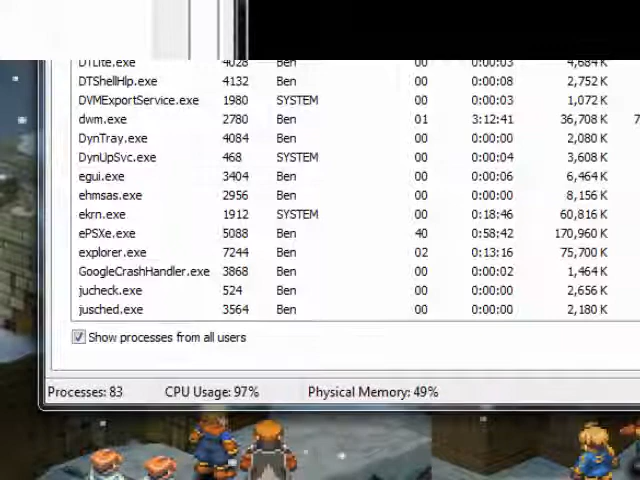 DTLite.exe 4028 Ben 00 0:00:03 4,684 K
DTShellHlp.exe 4132 Ben 00 0:00:08 2,752 K
DVMExportService.exe 1980 SYSTEM 00 0:00:03 1,072 K
dwm.exe 2780 Ben 01 3:12:41 36,708 K 7
DynTray.exe 4084 Ben 00 0:00:00 2,080 K
DynUpSvc.exe 468 SYSTEM 00 0:00:04 3,608 K
egui.exe 3404 Ben 00 0:00:06 6,464 K
ehmsas.exe 2956 Ben 00 0:00:00 8,156 K
ekrn.exe 1912 SYSTEM 00 0:18:46 60,816 K
ePSXe.exe 5088 Ben 40 0:58:42 170,960 K
explorer.exe 7244 Ben 02 0:13:16 75,700 K
GoogleCrashHandler.exe 3868 Ben 00 0:00:02 1,464 K
jucheck.exe 524 Ben 00 0:00:00 2,656 K
jusched.exe 3564 Ben 00 0:00:00 2,180 K
Show processes from all users
Processes: 83 CPU Usage: 97% Physical Memory: 49%